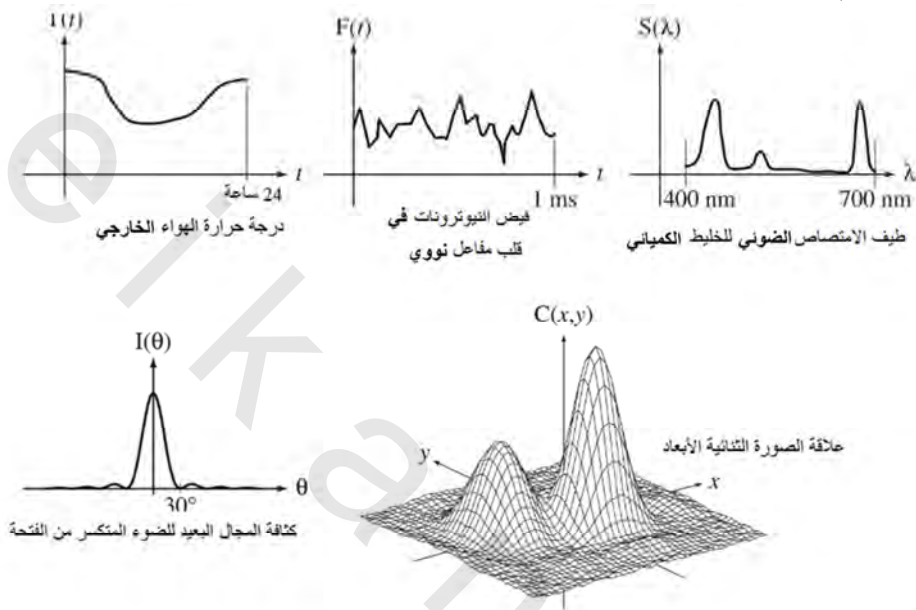 T(t)
t
24 ساعة
درجة حرارة الهواء الخارجي
F(t)
t
1 ms
فيض النيوترونات في
قلب مفاعل نووي
S(λ)
λ
400 nm
700 nm
طيف الامتصاص الضوئي للخليط الكميائي
I(θ)
θ
30°
كثافة المجال البعيد للضوء المتكسر من الفتحة
C(x,y)
y
x
علاقة الصورة الثنائية الأبعاد
e i k a n